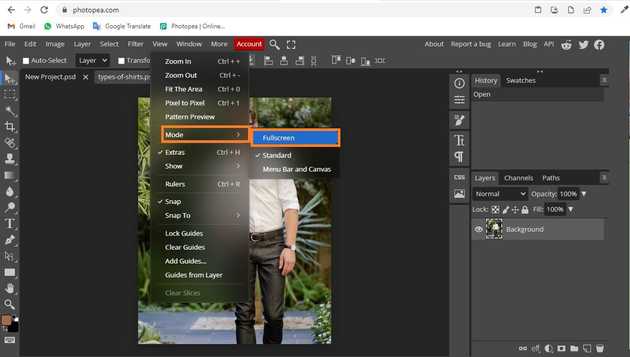 photopea.com
Gmail WhatsApp Google Translate Photopea | Online...
File Edit Image Layer Select Filter View Window More Account About Report a bug Learn Blog API
Auto-Select Layer Transfo
New Project.psd types-of-shirts.ps
Zoom In Ctrl + +
Zoom Out Ctrl + -
Fit The Area Ctrl + 0
Pixel to Pixel Ctrl + 1
Pattern Preview
Mode
Fullscreen
Standard
Menu Bar and Canvas
Extras Ctrl + H
Show
Rulers Ctrl + R
Snap
Snap To
Lock Guides
Clear Guides
Add Guides...
Guides from Layer
Clear Slices
History Swatches
Open
CSS
Layers Channels Paths
Normal Opacity: 100%
Lock: Fill: 100%
Background
eff